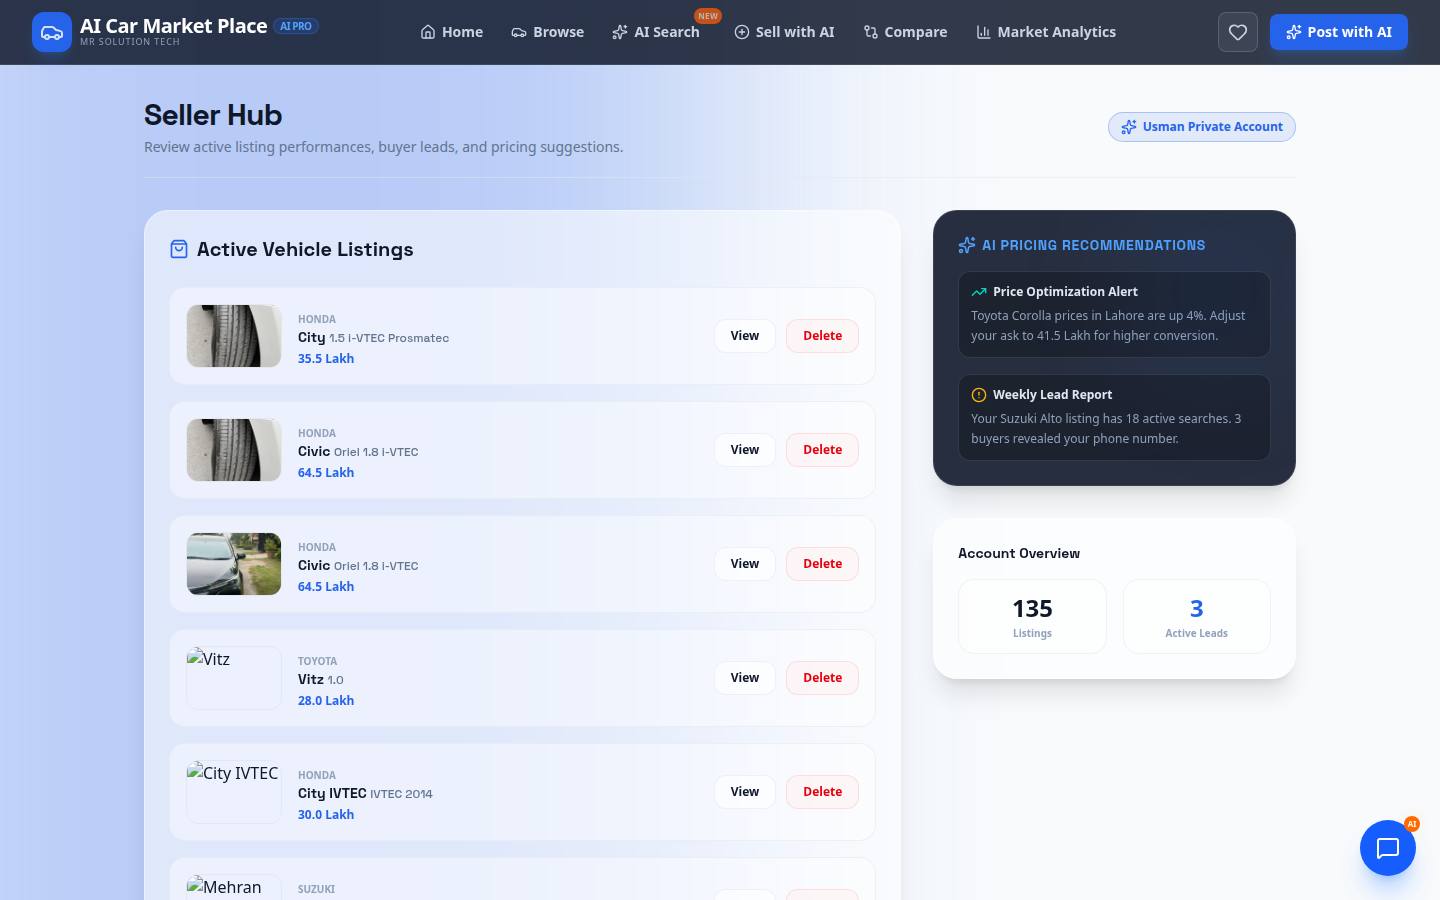 AI Car Market Place
AI PRO
MR SOLUTION TECH
Home
Browse
AI Search
NEW
Sell with AI
Compare
Market Analytics
Post with AI
Seller Hub
Review active listing performances, buyer leads, and pricing suggestions.
Usman Private Account
Active Vehicle Listings
HONDA
City 1.5 i-VTEC Prosmatec
35.5 Lakh
View
Delete
HONDA
Civic Oriel 1.8 i-VTEC
64.5 Lakh
View
Delete
HONDA
Civic Oriel 1.8 i-VTEC
64.5 Lakh
View
Delete
Vitz
TOYOTA
Vitz 1.0
28.0 Lakh
View
Delete
City IVTEC
HONDA
City IVTEC IVTEC 2014
30.0 Lakh
View
Delete
Mehran
SUZUKI
AI PRICING RECOMMENDATIONS
Price Optimization Alert
Toyota Corolla prices in Lahore are up 4%. Adjust
your ask to 41.5 Lakh for higher conversion.
Weekly Lead Report
Your Suzuki Alto listing has 18 active searches. 3
buyers revealed your phone number.
Account Overview
135
Listings
3
Active Leads
AI